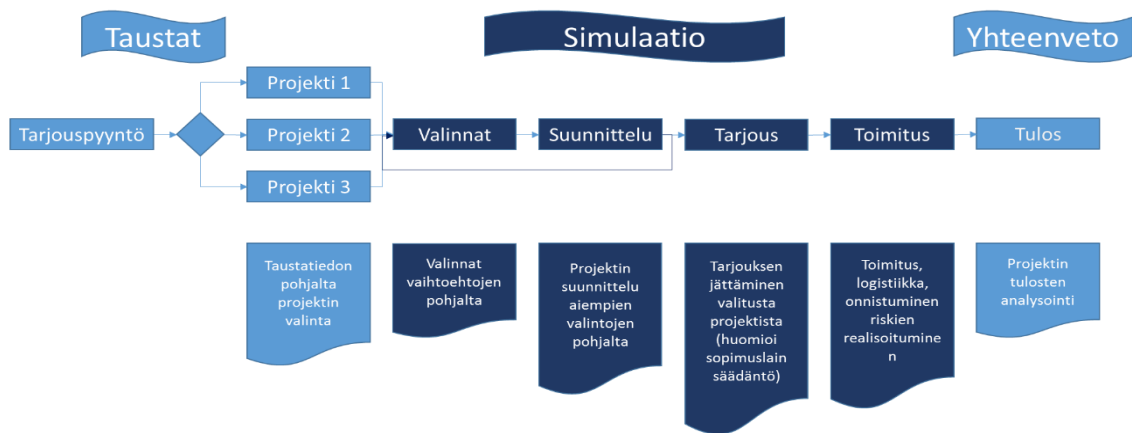 Taustat
Simulaatio
Yhteenveto
Projekti 1
Tarjouspyyntö
Projekti 2
Valinnat
Suunnittelu
Tarjous
Toimitus
Tulos
Projekti 3
Taustatiedon
pohjalta
projektin
valinta
Valinnat
vaihtoehtojen
pohjalta
Projektin
suunnittelu
aiempien
valintojen
pohjalta
Tarjouksen
jättäminen
valitusta
projektista
(huomioi
sopimuslain
säädäntö)
Toimitus,
logistiikka,
onnistuminen
riskien
realisoitumine
n
Projektin
tulosten
analysointi